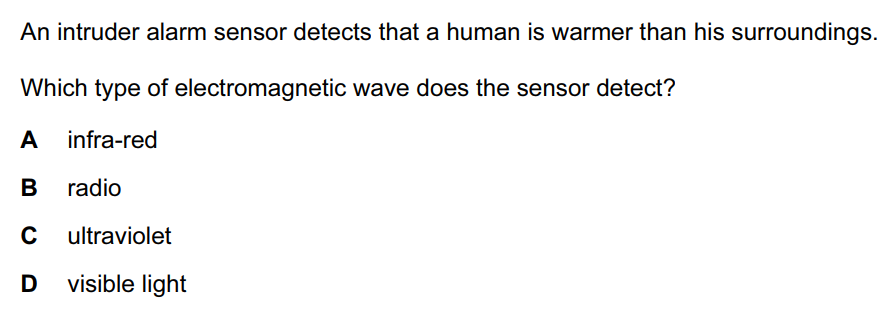 An intruder alarm sensor detects that a human is warmer than his surroundings.
Which type of electromagnetic wave does the sensor detect?
A infra-red
B radio
C ultraviolet
D visible light